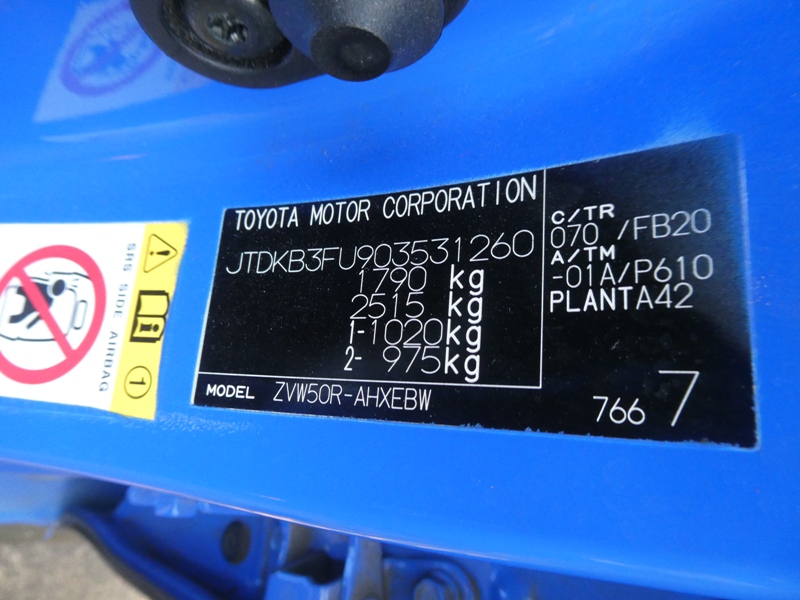 TOYOTA MOTOR CORPORATION
JTDKB3FU903531260
1790 kg
2515 kg
1-1020kg
2- 975kg
MODEL ZVW50R-AHXEBW
C/TR
070 /FB20
A/TM
-01A/P610
PLANTA42
766 7
SRS SIDE AIRBAG
1